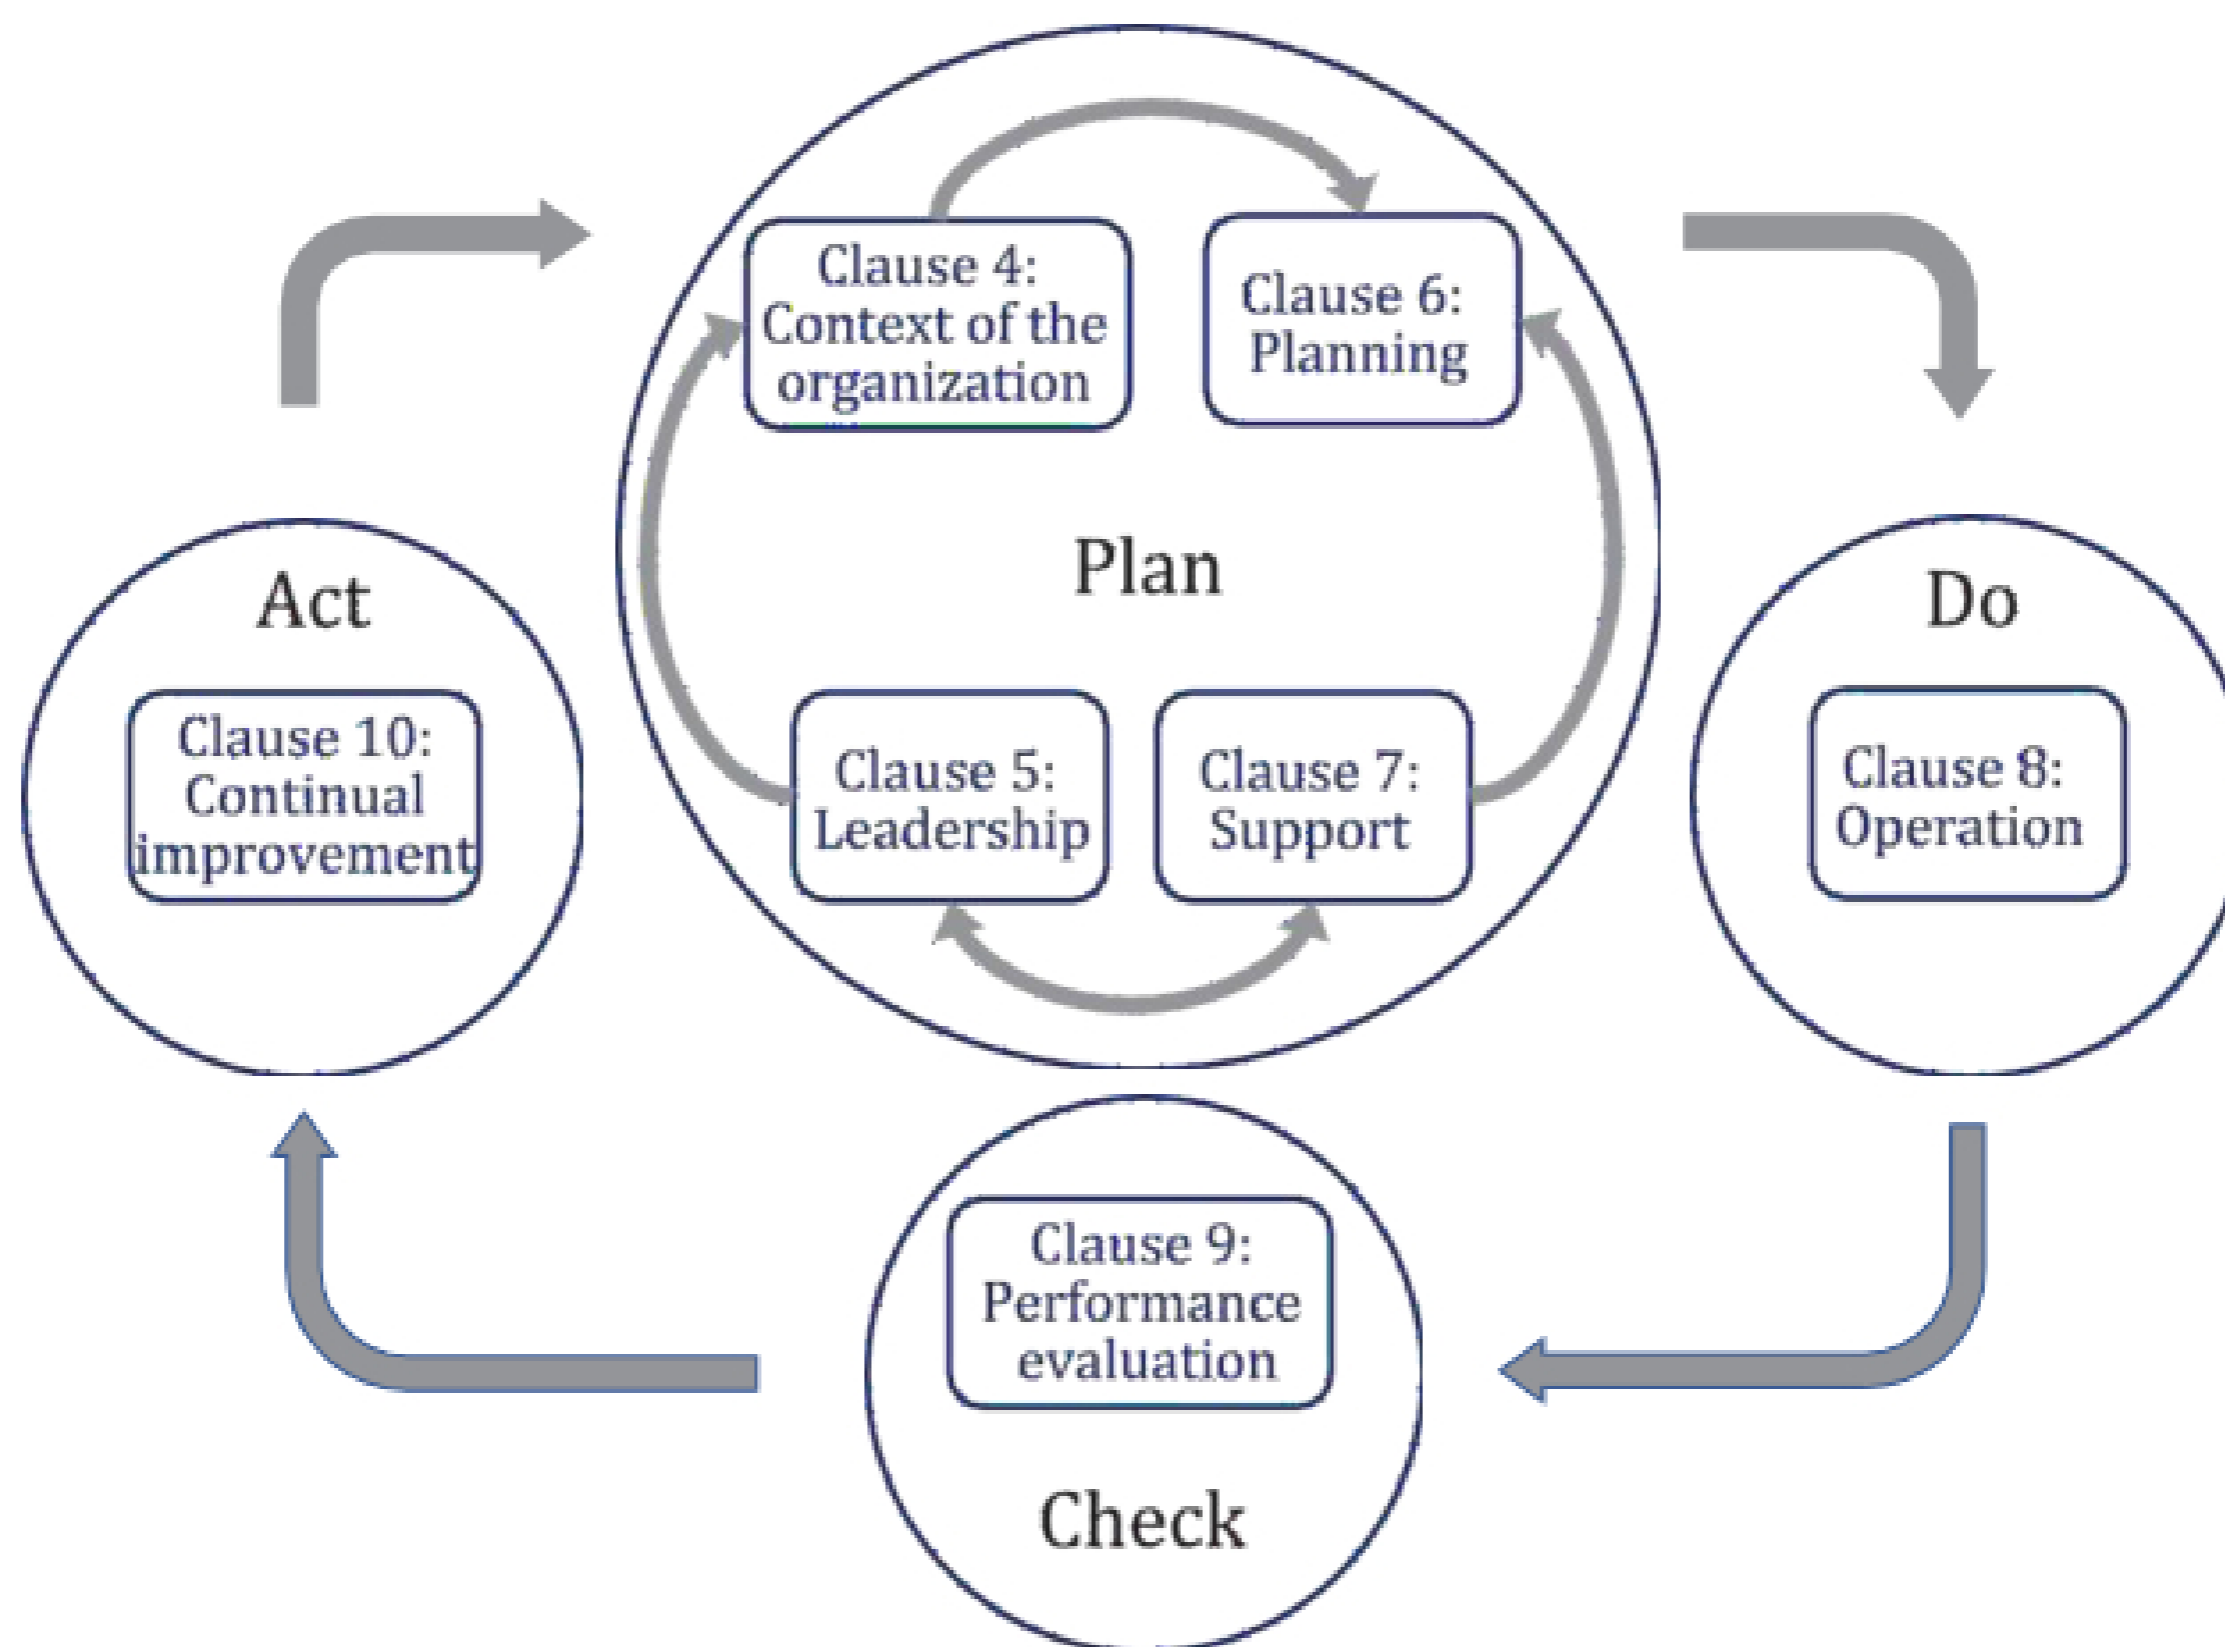 Clause 4:
Context of the
organization
Clause 6:
Planning
Plan
Clause 5:
Leadership
Clause 7:
Support
Do
Clause 8:
Operation
Clause 9:
Performance
evaluation
Check
Act
Clause 10:
Continual
improvement